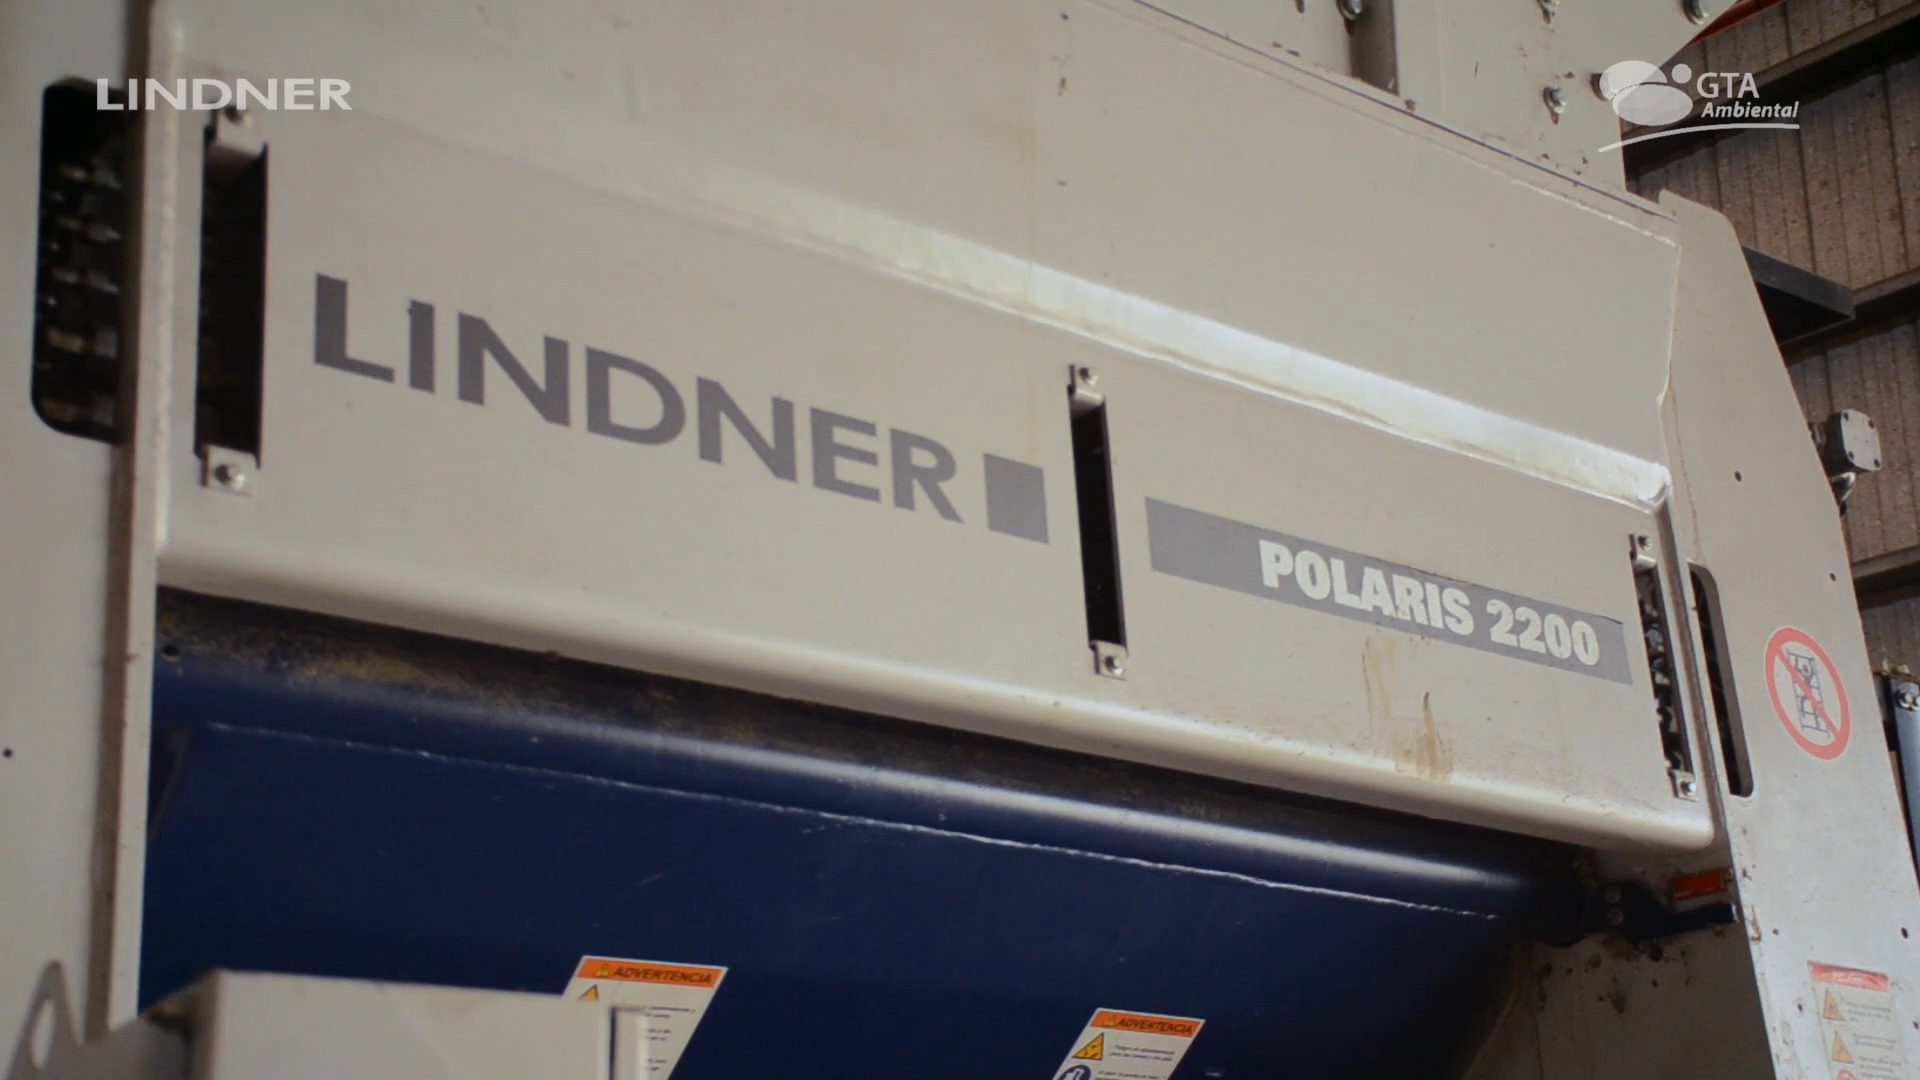 LINDNER
GTA
Ambiental
LINDNER
POLARIS 2200
ADVERTENCIA
ADVERTENCIA